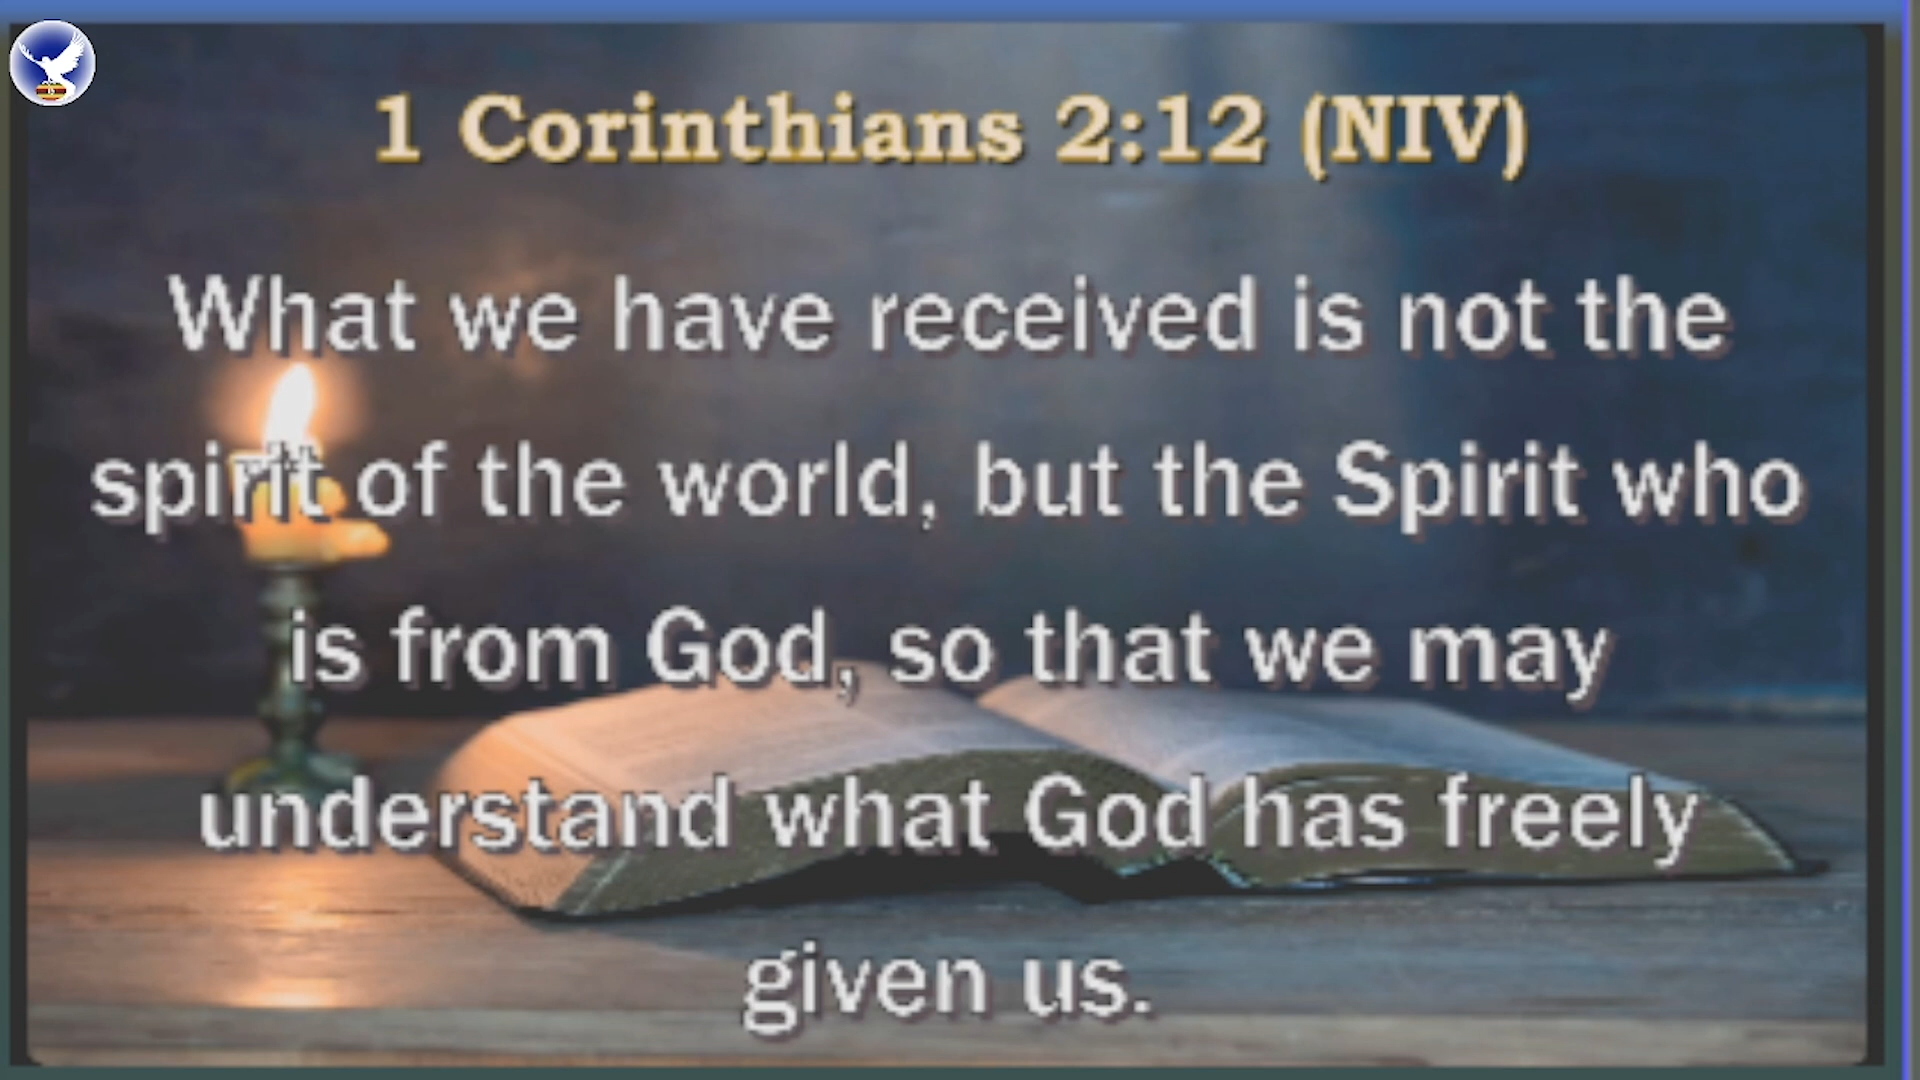 1 Corinthians 2:12 (NIV)
What we have received is not the
spirit of the world, but the Spirit who
is from God, so that we may
understand what God has freely
given us.